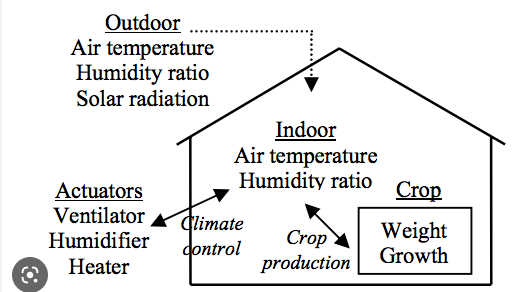 Outdoor
Air temperature
Humidity ratio
Solar radiation
Indoor
Air temperature
Humidity ratio
Actuators
Ventilator
Humidifier
Heater
Climate
control
Crop
production
Crop
Weight
Growth